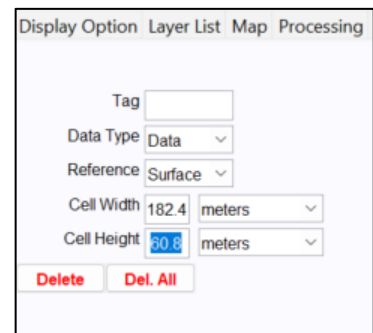 Display Option Layer List Map Processing
Tag
Data Type Data
Reference Surface
Cell Width 182.4 meters
Cell Height 60.8 meters
Delete Del. All